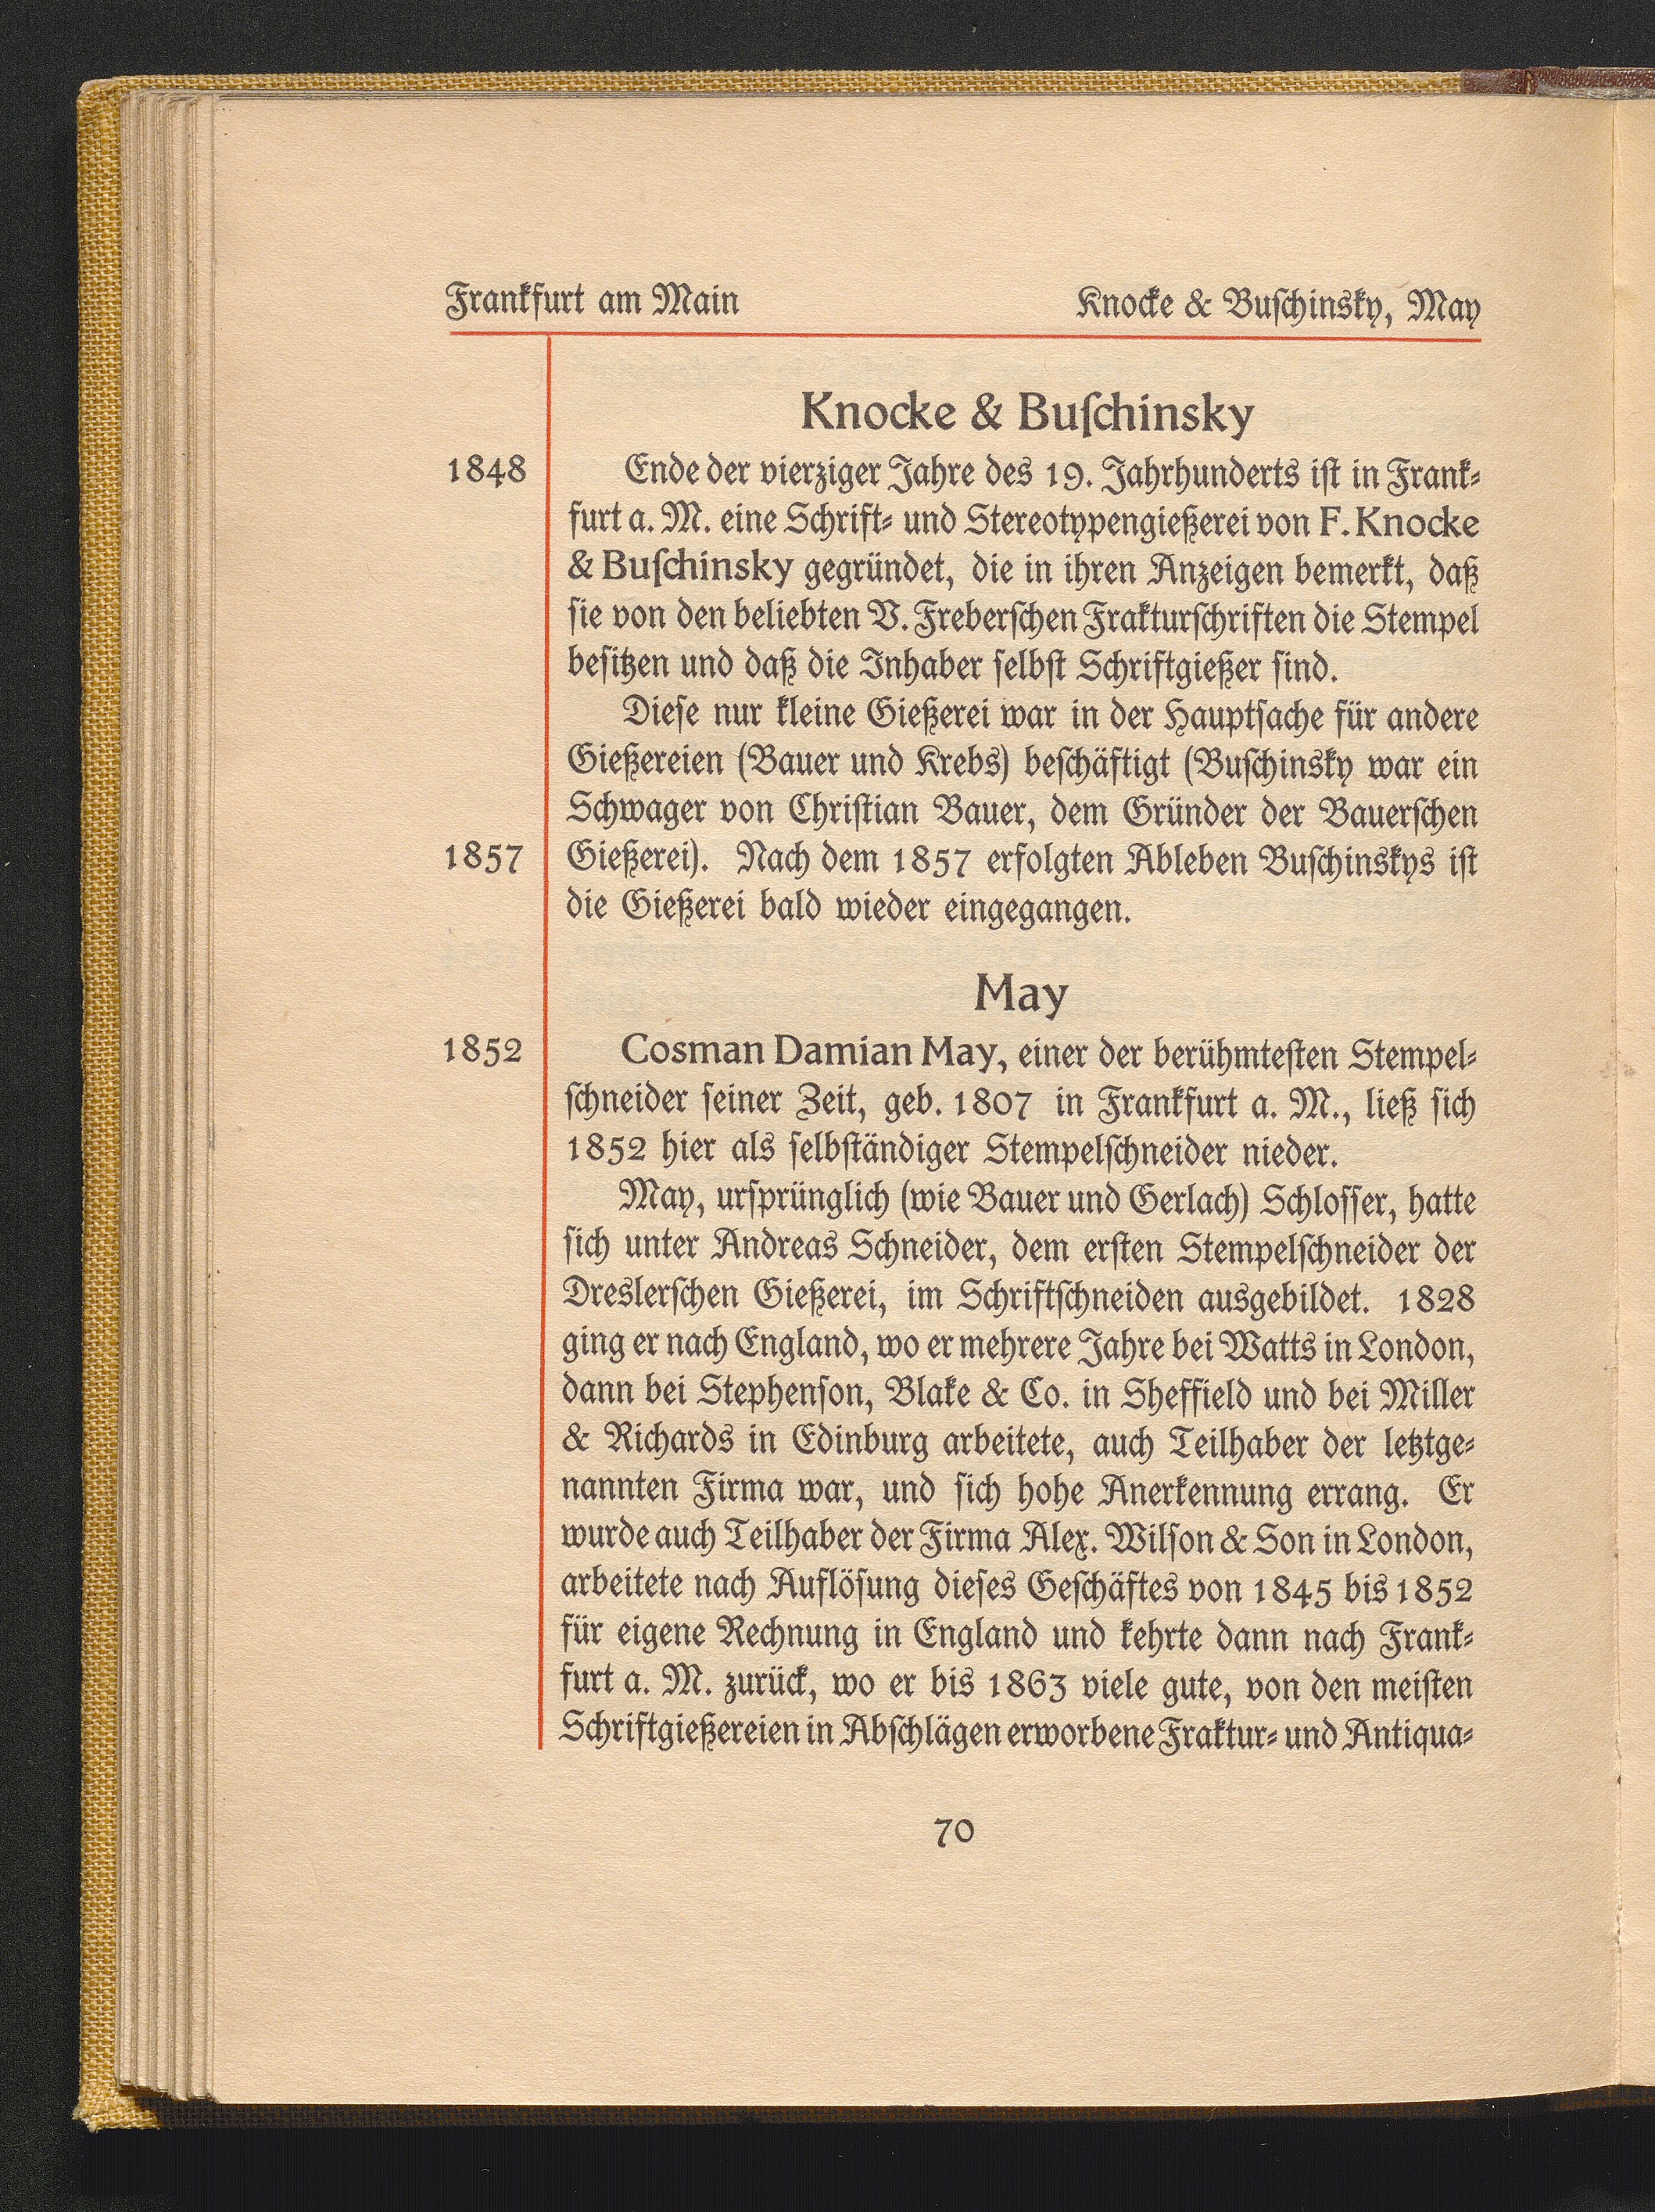 Frankfurt am Main
Knocke & Buſchinsky, May
Knocke & Buſchinsky
1848
Ende der vierziger Jahre des 19. Jahrhunderts iſt in Frank-
furt a. M. eine Schrift- und Stereotypengießerei von F. Knocke
& Buſchinsky gegründet, die in ihren Anzeigen bemerkt, daß
ſie von den beliebten V. Freberſchen Frakturſchriften die Stempel
beſitzen und daß die Inhaber ſelbſt Schriftgießer ſind.
Dieſe nur kleine Gießerei war in der Hauptſache für andere
Gießereien (Bauer und Krebs) beſchäftigt (Buſchinsky war ein
Schwager von Chriſtian Bauer, dem Gründer der Bauerſchen
1857
Gießerei). Nach dem 1857 erfolgten Ableben Buſchinskys iſt
die Gießerei bald wieder eingegangen.
May
1852
Cosman Damian May, einer der berühmteſten Stempel-
ſchneider ſeiner Zeit, geb. 1807 in Frankfurt a. M., ließ ſich
1852 hier als ſelbſtändiger Stempelſchneider nieder.
May, urſprünglich (wie Bauer und Gerlach) Schloſſer, hatte
ſich unter Andreas Schneider, dem erſten Stempelſchneider der
Dreslerſchen Gießerei, im Schriftſchneiden ausgebildet. 1828
ging er nach England, wo er mehrere Jahre bei Watts in London,
dann bei Stephenſon, Blake & Co. in Sheffield und bei Miller
& Richards in Edinburg arbeitete, auch Teilhaber der letztge-
nannten Firma war, und ſich hohe Anerkennung errang. Er
wurde auch Teilhaber der Firma Alex. Wilſon & Son in London,
arbeitete nach Auflöſung dieſes Geſchäftes von 1845 bis 1852
für eigene Rechnung in England und kehrte dann nach Frank-
furt a. M. zurück, wo er bis 1863 viele gute, von den meiſten
Schriftgießereien in Abſchlägen erworbene Fraktur- und Antiqua-
70